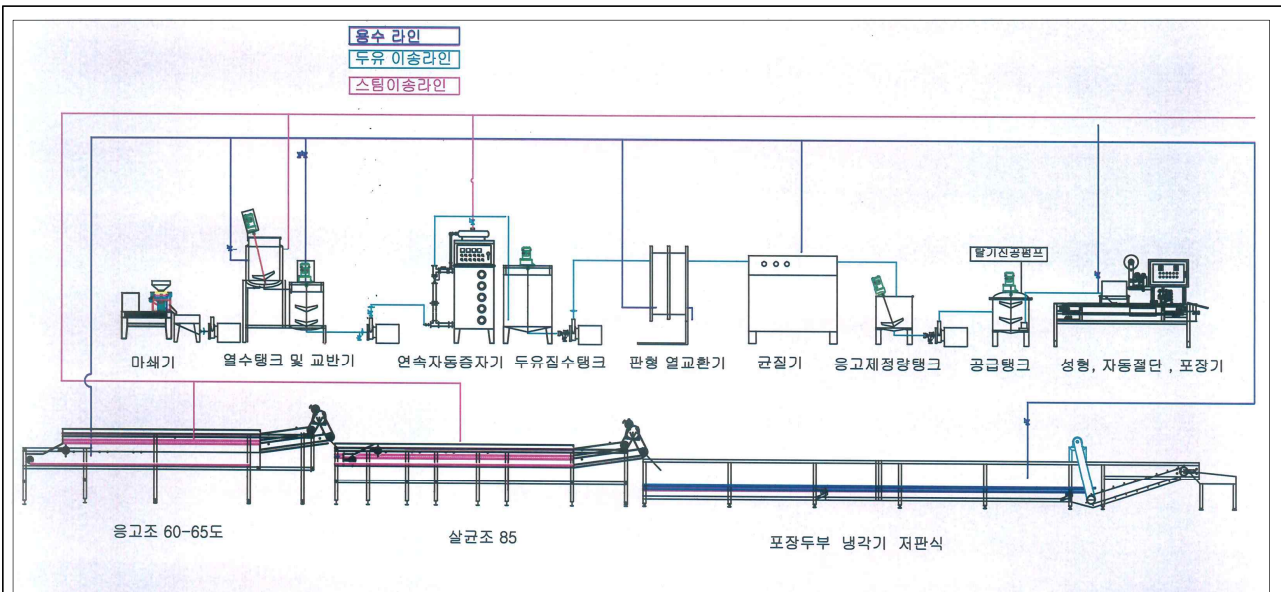 용수 라인
두유 이송라인
스팀이송라인
탈기진공펌프
마쇄기
열수탱크 및 교반기
연속자동증자기
두유집수탱크
판형 열교환기
균질기
응고제정량탱크
공급탱크
성형, 자동절단 , 포장기
응고조 60-65도
살균조 85
포장두부 냉각기 저판식